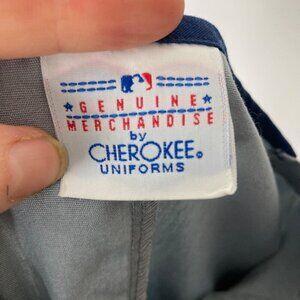 GENUINE
MERCHANDISE
by
CHEROKEE®
UNIFORMS